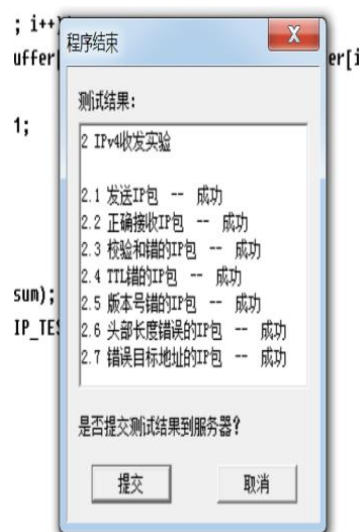 ; i++)
程序结束
uffer[
er[i
测试结果:
1;
2 IPv4收发实验
2.1 发送IP包 -- 成功
2.2 正确接收IP包 -- 成功
2.3 校验和错的IP包 -- 成功
2.4 TTL错的IP包 -- 成功
sum);
2.5 版本号错的IP包 -- 成功
IP_TES
2.6 头部长度错误的IP包 -- 成功
2.7 错误目标地址的IP包 -- 成功
是否提交测试结果到服务器?
提交
取消